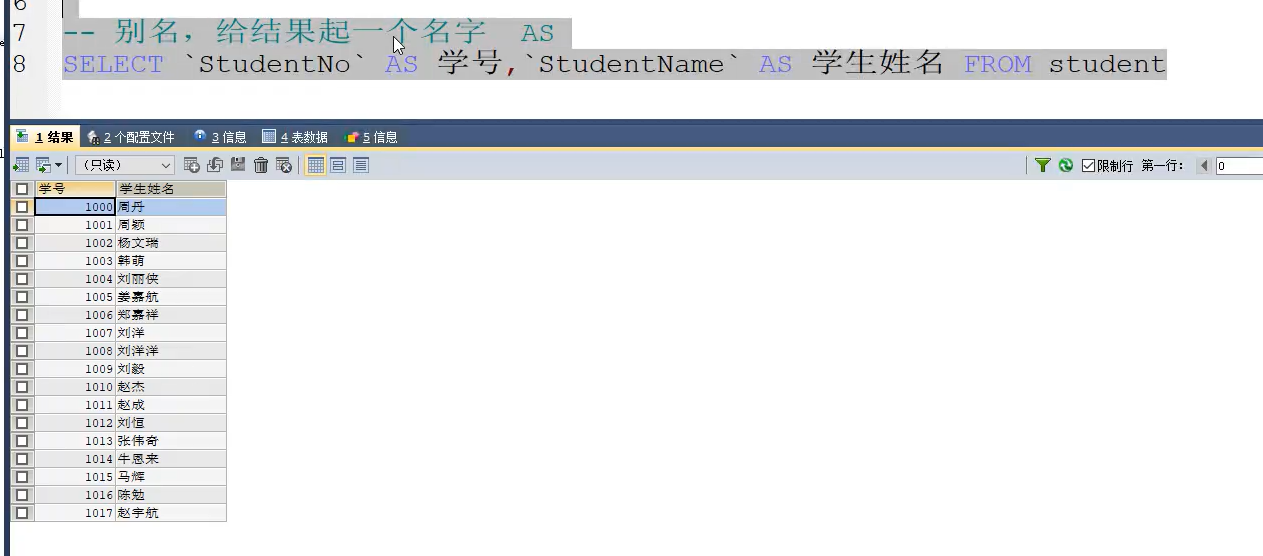 6
7 -- 别名，给结果起一个名字 AS
8 SELECT `StudentNo` AS 学号,`StudentName` AS 学生姓名 FROM student
1 结果 2 个配置文件 3 信息 4 表数据 5 信息
（只读） 限制行 第一行： 0
学号 学生姓名
1000 周丹
1001 周颖
1002 杨文瑞
1003 韩萌
1004 刘丽侠
1005 姜嘉航
1006 郑嘉祥
1007 刘洋
1008 刘洋洋
1009 刘毅
1010 赵杰
1011 赵成
1012 刘恒
1013 张伟奇
1014 牛恩来
1015 马辉
1016 陈勉
1017 赵宇航